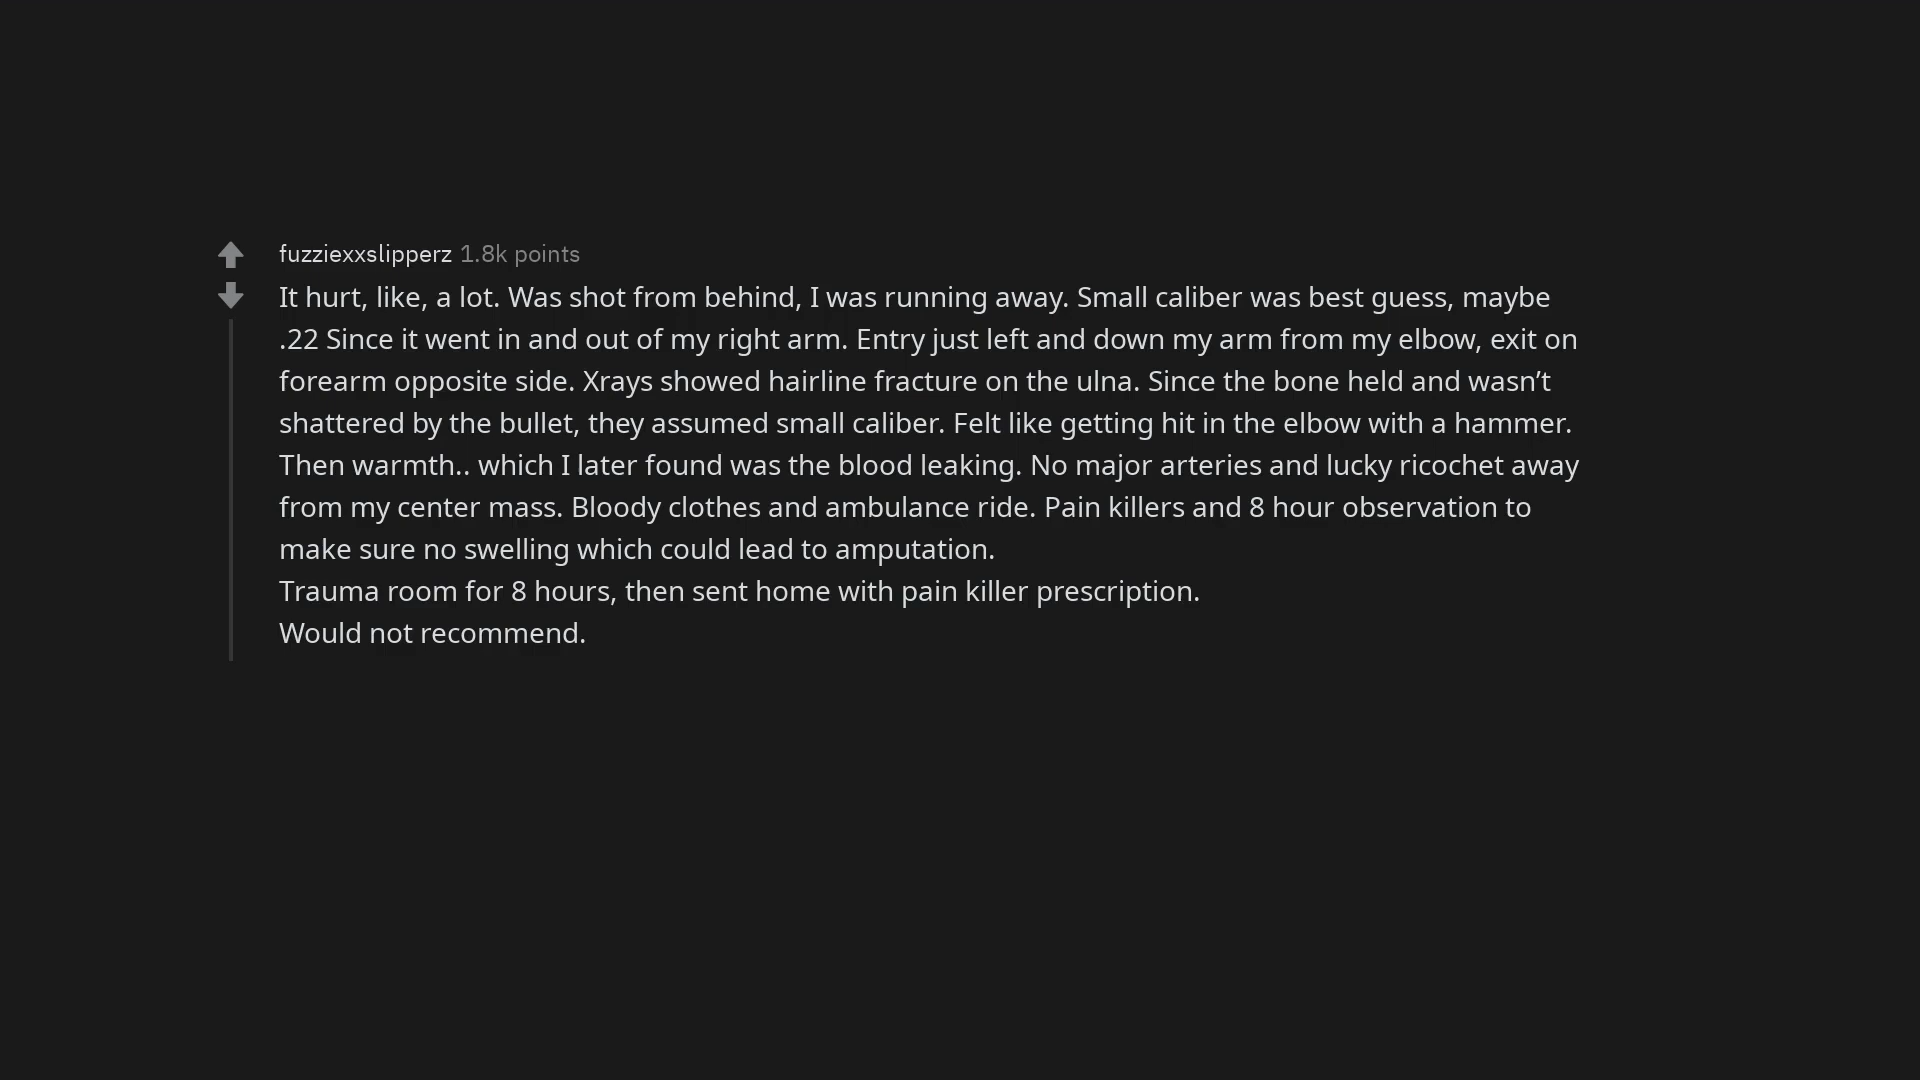 fuzziexxslipperz 1.8k points
It hurt, like, a lot. Was shot from behind, I was running away. Small caliber was best guess, maybe
.22 Since it went in and out of my right arm. Entry just left and down my arm from my elbow, exit on
forearm opposite side. Xrays showed hairline fracture on the ulna. Since the bone held and wasn’t
shattered by the bullet, they assumed small caliber. Felt like getting hit in the elbow with a hammer.
Then warmth.. which I later found was the blood leaking. No major arteries and lucky ricochet away
from my center mass. Bloody clothes and ambulance ride. Pain killers and 8 hour observation to
make sure no swelling which could lead to amputation.
Trauma room for 8 hours, then sent home with pain killer prescription.
Would not recommend.